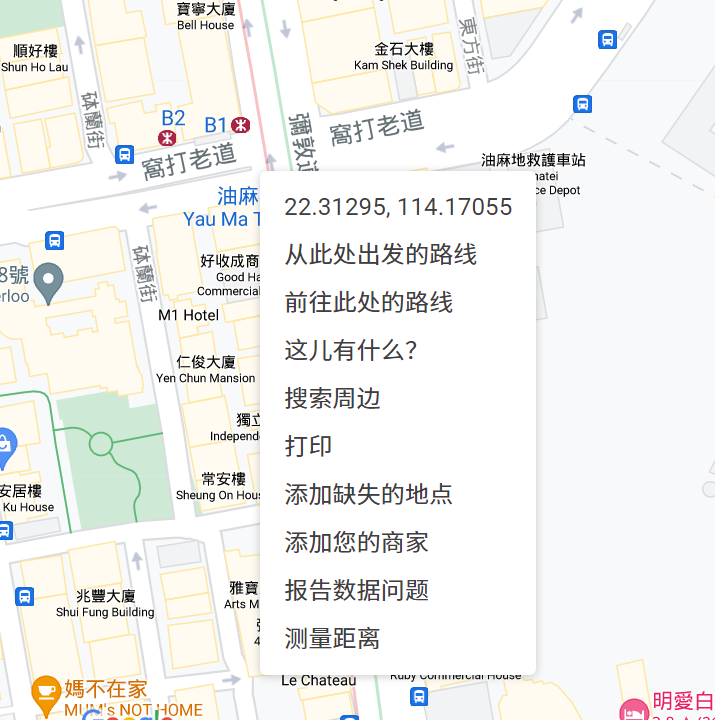 寶寧大廈
Bell House
順好樓
Shun Ho Lau
金石大樓
Kam Shek Building
東方街
砵蘭街
B2
B1
彌敦道
窩打老道
窩打老道
油麻地救護車站
natei
ce Depot
油麻
Yau Ma T
22.31295, 114.17055
从此处出发的路线
前往此处的路线
这儿有什么?
搜索周边
打印
添加缺失的地点
添加您的商家
报告数据问题
测量距离
砵蘭街
好收成商
Good Ha
Commercial
8號
erloo
M1 Hotel
仁俊大廈
Yen Chun Mansion
獨立
Independe
常安樓
Sheung On Hous
安居樓
Ku House
兆豐大廈
Shui Fung Building
雅寶
Arts M
4
Le Chateau
Ruby Commercial House
媽不在家
MUM's NOT HOME
明愛白